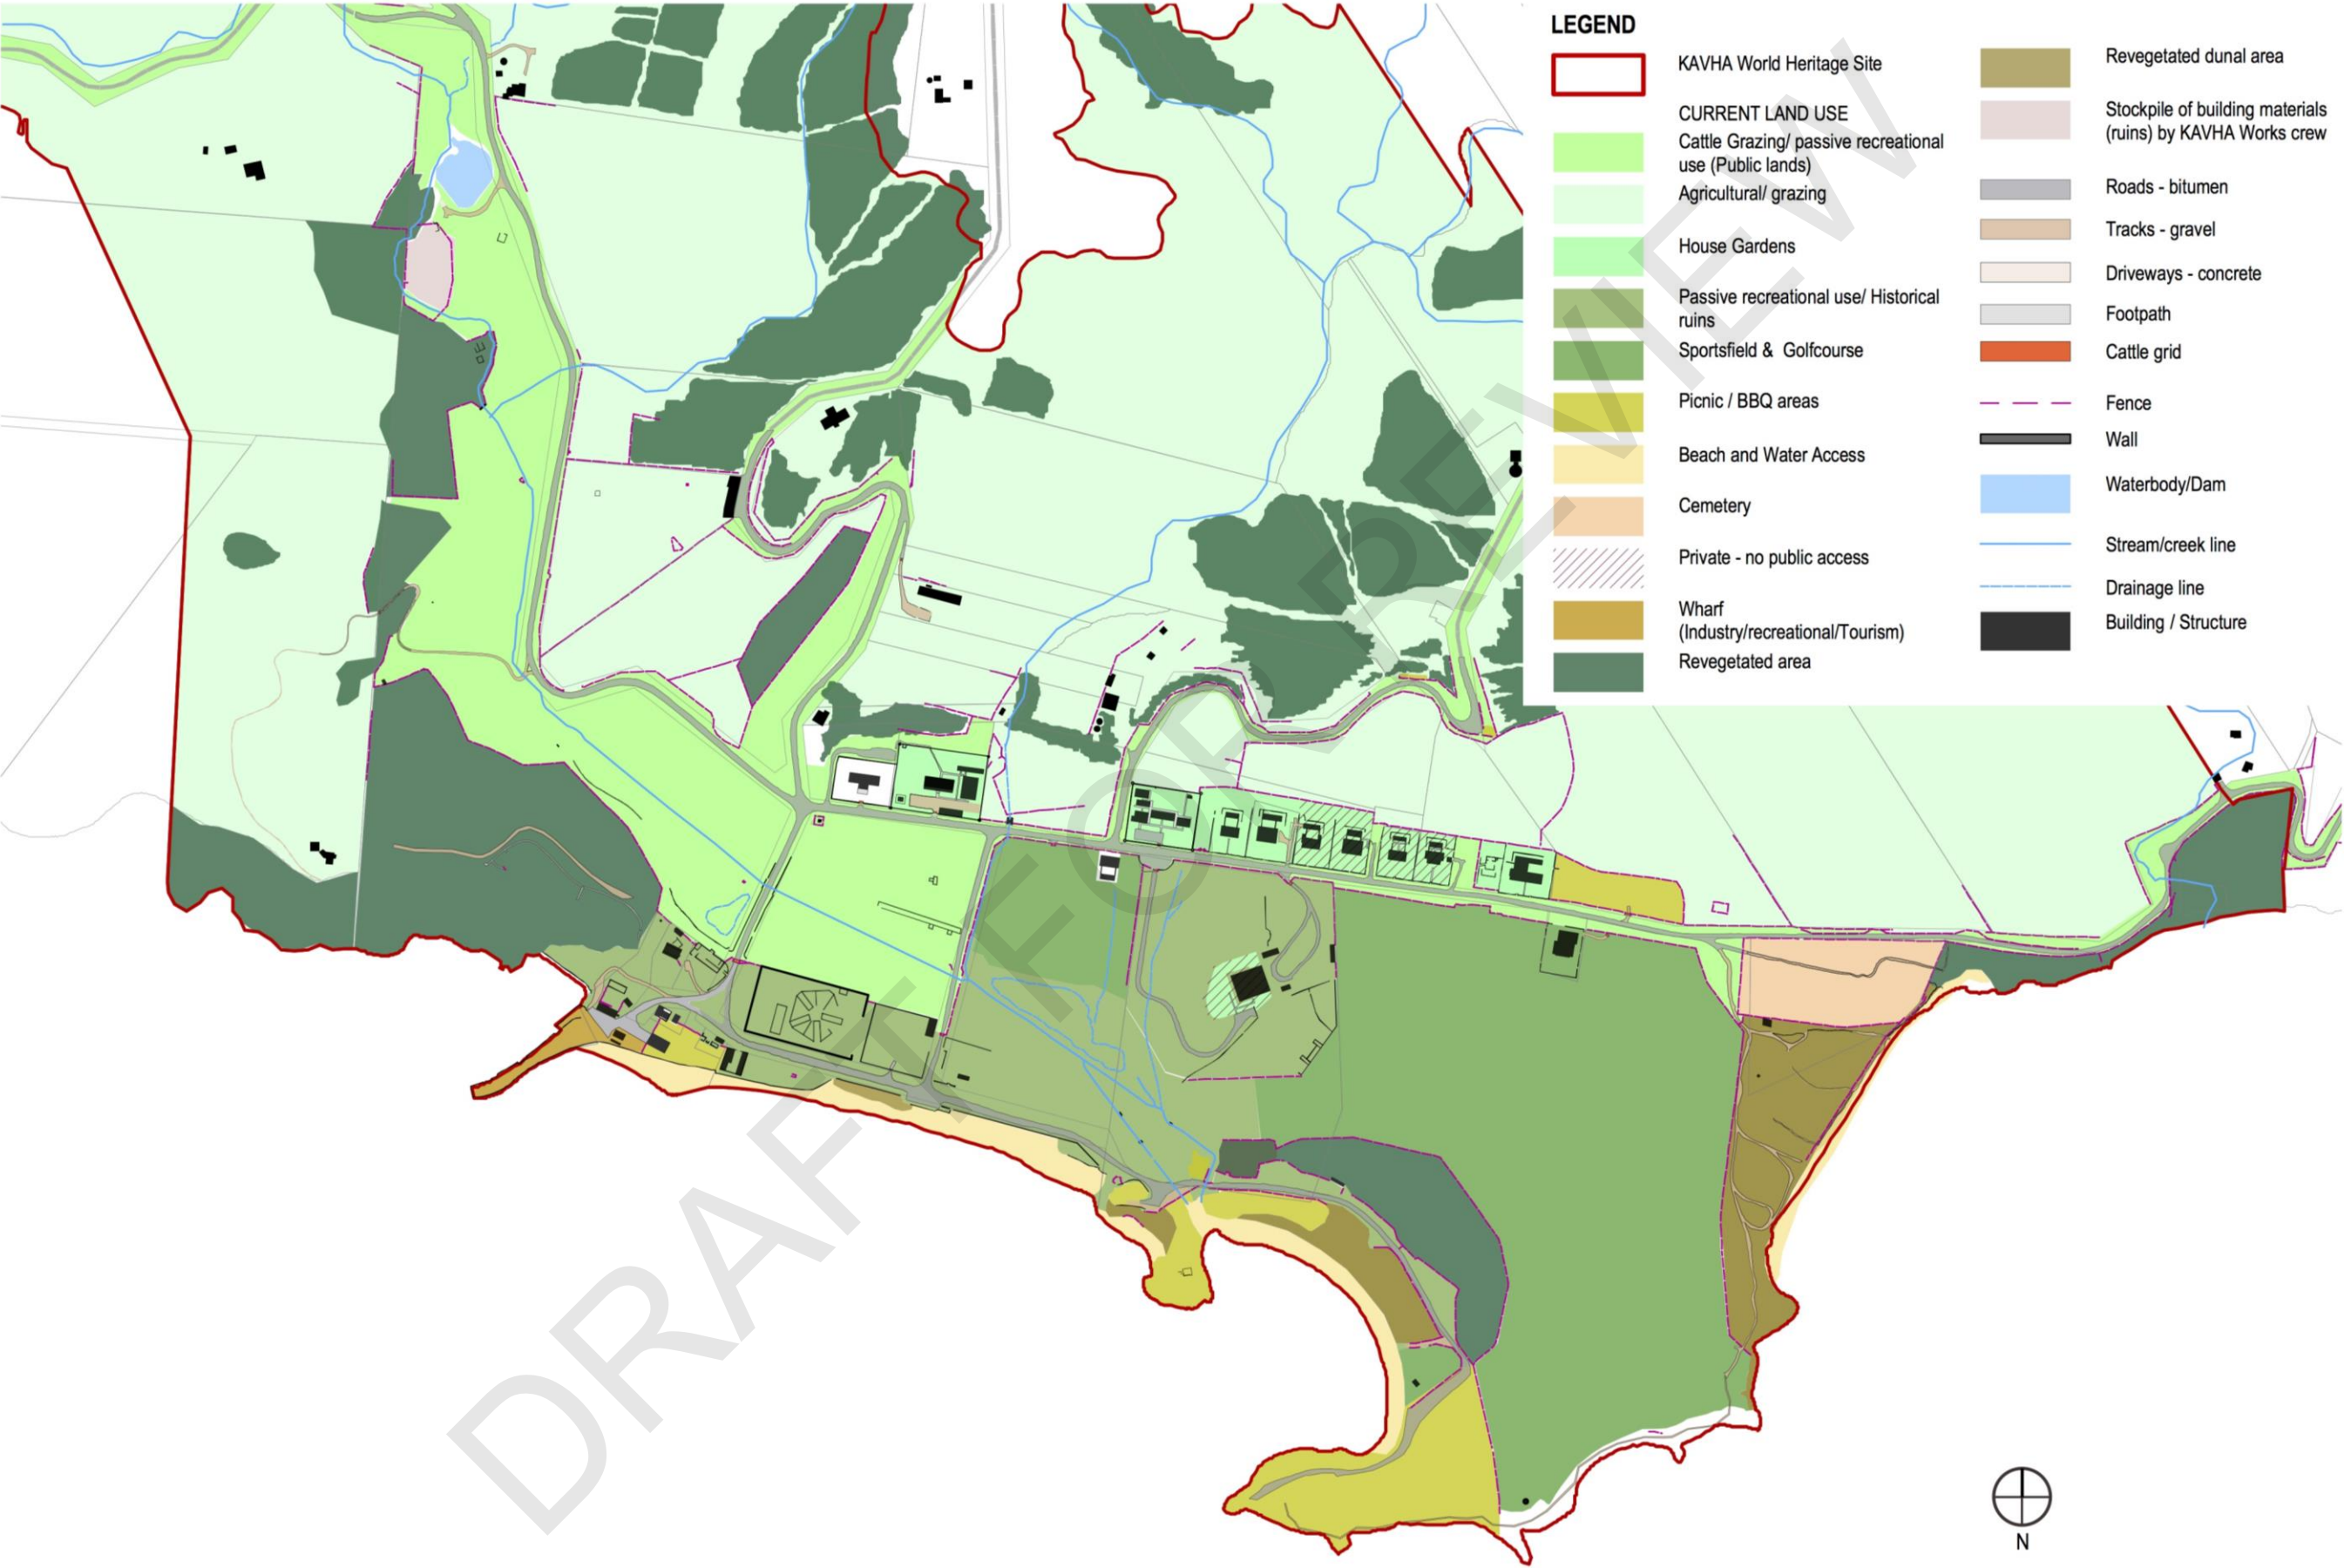 LEGEND
KAVHA World Heritage Site
CURRENT LAND USE
Cattle Grazing/ passive recreational
use (Public lands)
Agricultural/ grazing
House Gardens
Passive recreational use/ Historical
ruins
Sportsfield & Golfcourse
Picnic / BBQ areas
Beach and Water Access
Cemetery
Private - no public access
Wharf
(Industry/recreational/Tourism)
Revegetated area
Revegetated dunal area
Stockpile of building materials
(ruins) by KAVHA Works crew
Roads - bitumen
Tracks - gravel
Driveways - concrete
Footpath
Cattle grid
Fence
Wall
Waterbody/Dam
Stream/creek line
Drainage line
Building / Structure
DRAFT FOR REVIEW
N